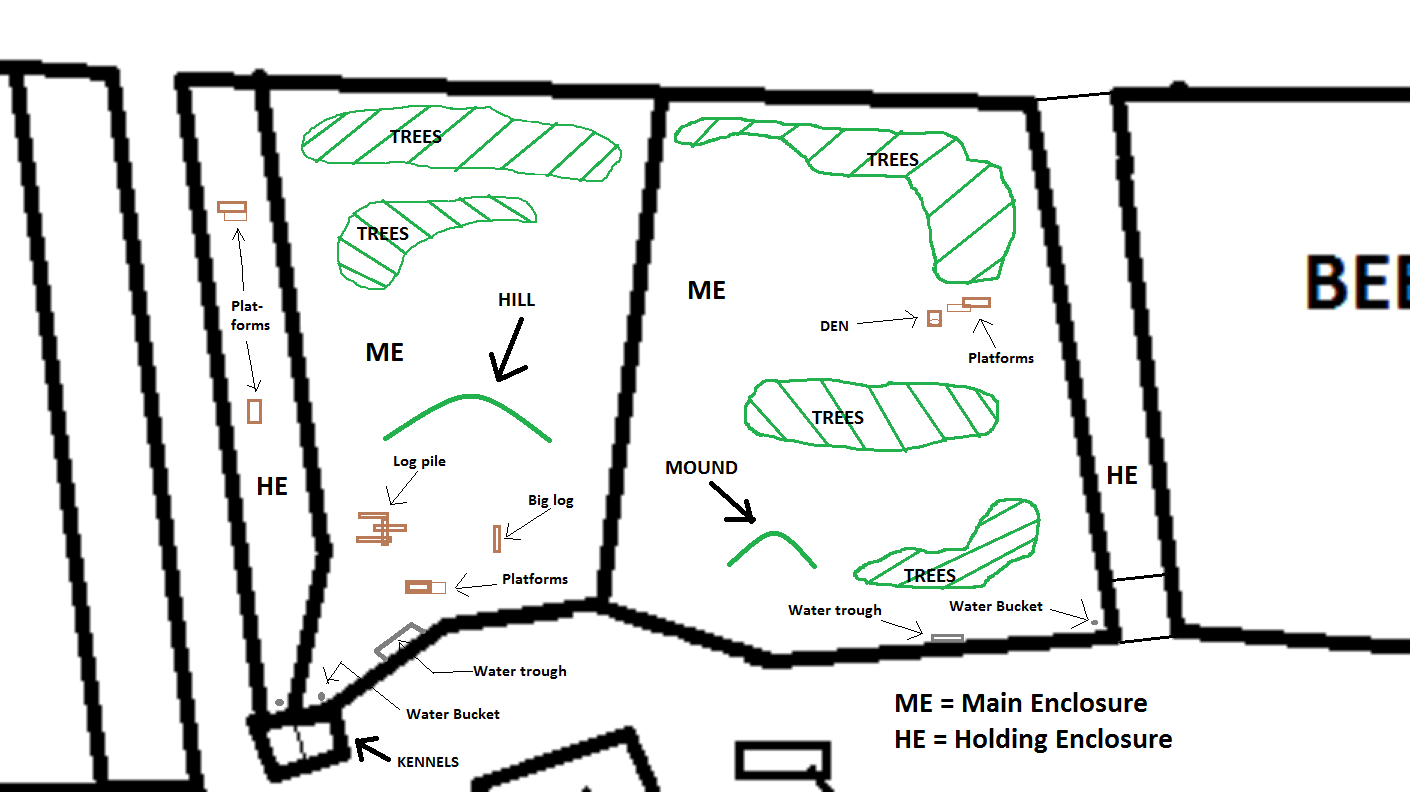 TREES
TREES
TREES
BEE
HILL
ME
ME
Plat-
forms
DEN
Platforms
TREES
Log pile
MOUND
HE
HE
Big log
Platforms
TREES
Water trough
Water Bucket
Water trough
Water Bucket
KENNELS
ME = Main Enclosure
HE = Holding Enclosure